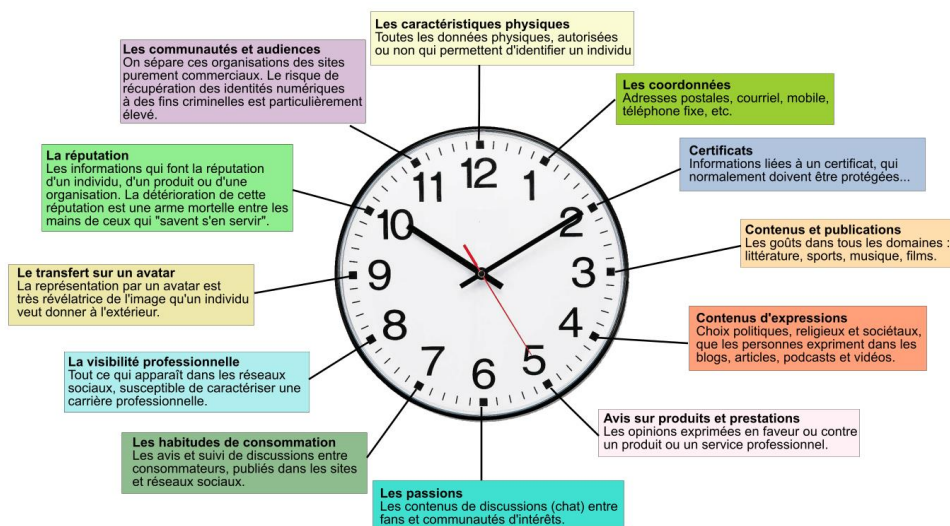 Les caractéristiques physiques
Toutes les données physiques, autorisées
ou non qui permettent d'identifier un individu
Les coordonnées
Adresses postales, courriel, mobile,
téléphone fixe, etc.
Certificats
Informations liées à un certificat, qui
normalement doivent être protégées...
Contenus et publications
Les goûts dans tous les domaines :
littérature, sports, musique, films.
Contenus d'expressions
Choix politiques, religieux et sociétaux,
que les personnes expriment dans les
blogs, articles, podcasts et vidéos.
Avis sur produits et prestations
Les opinions exprimées en faveur ou contre
un produit ou un service professionnel.
Les passions
Les contenus de discussions (chat) entre
fans et communautés d'intérêts.
Les habitudes de consommation
Les avis et suivi de discussions entre
consommateurs, publiés dans les sites
et réseaux sociaux.
La visibilité professionnelle
Tout ce qui apparaît dans les réseaux
sociaux, susceptible de caractériser une
carrière professionnelle.
Le transfert sur un avatar
La représentation par un avatar est
très révélatrice de l'image qu'un individu
veut donner à l'extérieur.
La réputation
Les informations qui font la réputation
d'un individu, d'un produit ou d'une
organisation. La détérioration de cette
réputation est une arme mortelle entre les
mains de ceux qui "savent s'en servir".
Les communautés et audiences
On sépare ces organisations des sites
purement commerciaux. Le risque de
récupération des identités numériques
à des fins criminelles est particulièrement
élevé.
12
1
2
3
4
5
6
7
8
9
10
11